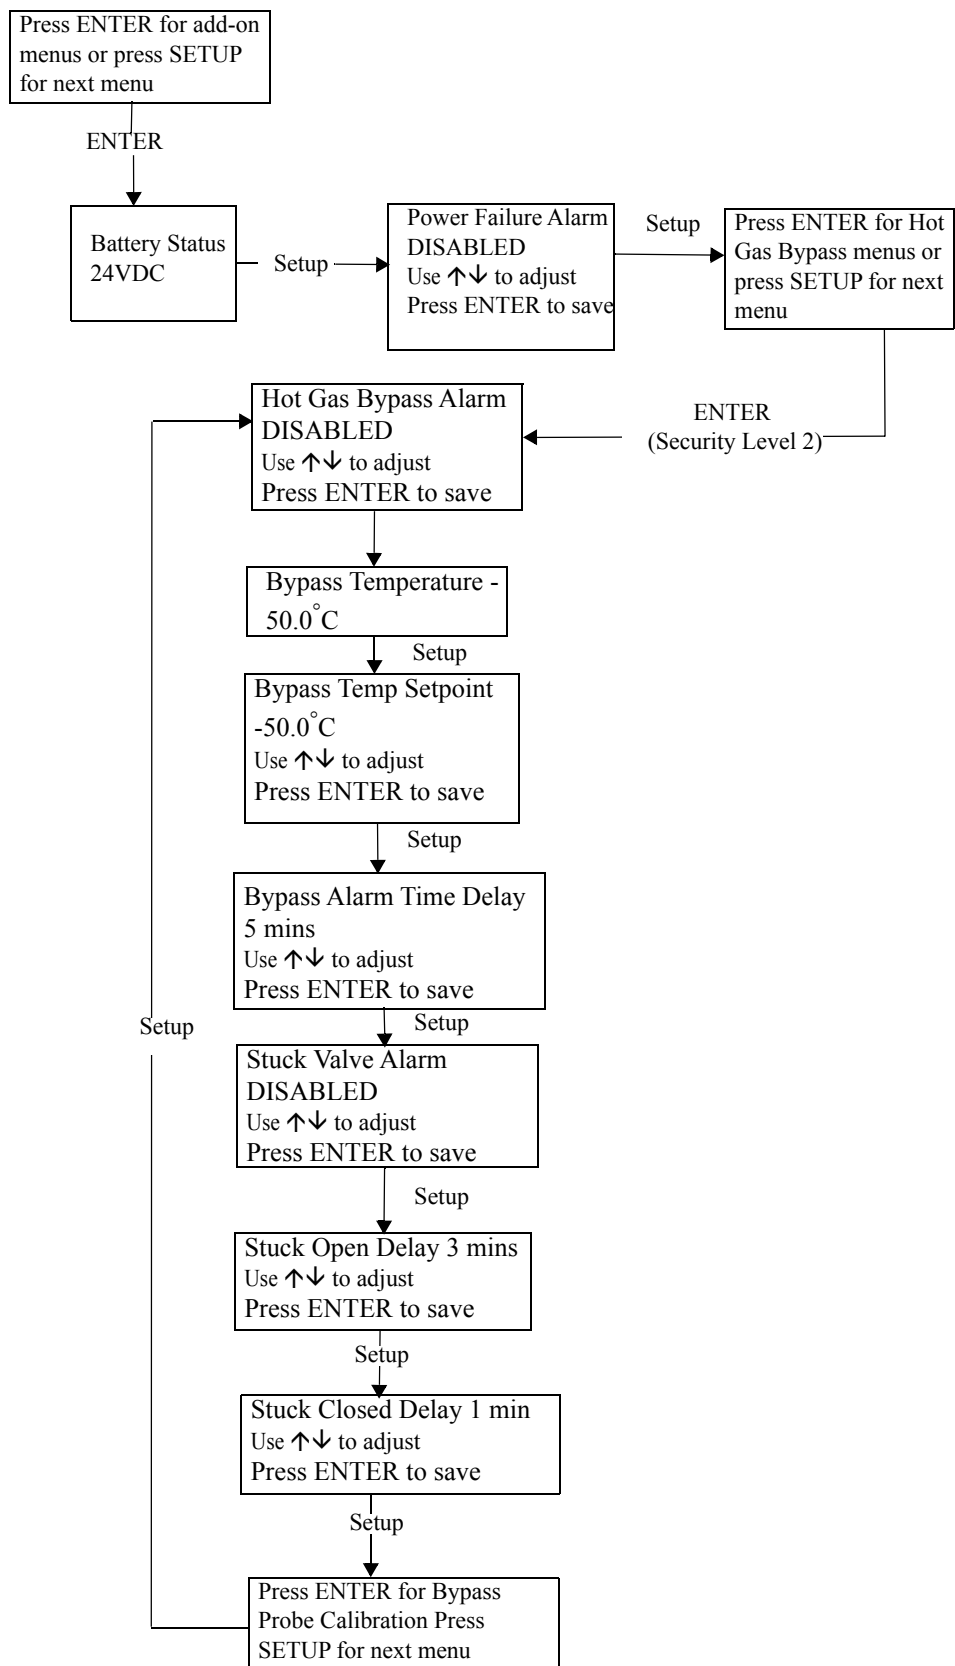 Press ENTER for add-on
menus or press SETUP
for next menu
ENTER
Battery Status
24VDC
Setup
Power Failure Alarm
DISABLED
Use ↑↓ to adjust
Press ENTER to save
Setup
Press ENTER for Hot
Gas Bypass menus or
press SETUP for next
menu
ENTER
(Security Level 2)
Hot Gas Bypass Alarm
DISABLED
Use ↑↓ to adjust
Press ENTER to save
Bypass Temperature -
50.0°C
Setup
Bypass Temp Setpoint
-50.0°C
Use ↑↓ to adjust
Press ENTER to save
Setup
Bypass Alarm Time Delay
5 mins
Use ↑↓ to adjust
Press ENTER to save
Setup
Setup
Stuck Valve Alarm
DISABLED
Use ↑↓ to adjust
Press ENTER to save
Setup
Stuck Open Delay 3 mins
Use ↑↓ to adjust
Press ENTER to save
Setup
Stuck Closed Delay 1 min
Use ↑↓ to adjust
Press ENTER to save
Setup
Press ENTER for Bypass
Probe Calibration Press
SETUP for next menu